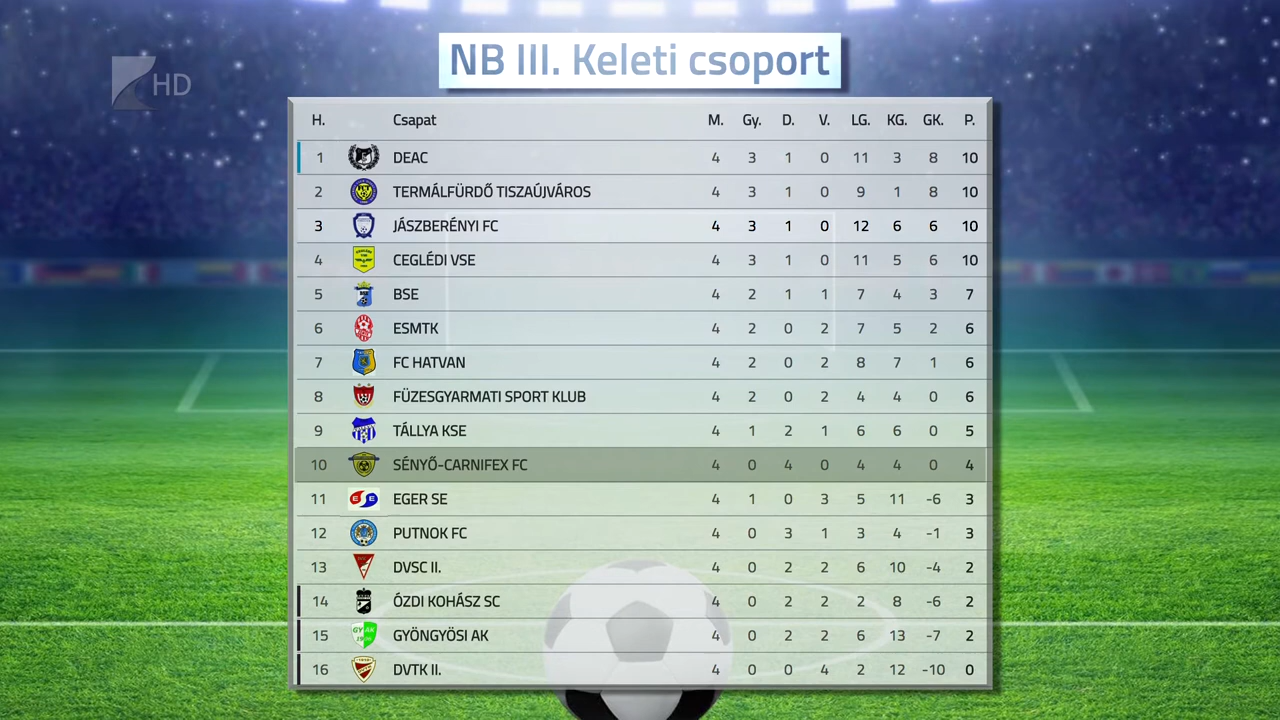 NB III. Keleti csoport
HD
H. Csapat M. Gy. D. V. LG. KG. GK. P.
1 DEAC 4 3 1 0 11 3 8 10
2 TERMÁLFÜRDŐ TISZAÚJVÁROS 4 3 1 0 9 1 8 10
3 JÁSZBERÉNYI FC 4 3 1 0 12 6 6 10
4 CEGLÉDI VSE 4 3 1 0 11 5 6 10
5 BSE 4 2 1 1 7 4 3 7
6 ESMTK 4 2 0 2 7 5 2 6
7 FC HATVAN 4 2 0 2 8 7 1 6
8 FÜZESGYARMATI SPORT KLUB 4 2 0 2 4 4 0 6
9 TÁLLYA KSE 4 1 2 1 6 6 0 5
10 SÉNYŐ-CARNIFEX FC 4 0 4 0 4 4 0 4
11 EGER SE 4 1 0 3 5 11 -6 3
12 PUTNOK FC 4 0 3 1 3 4 -1 3
13 DVSC II. 4 0 2 2 6 10 -4 2
14 ÓZDI KOHÁSZ SC 4 0 2 2 2 8 -6 2
15 GYÖNGYÖSI AK 4 0 2 2 6 13 -7 2
16 DVTK II. 4 0 0 4 2 12 -10 0